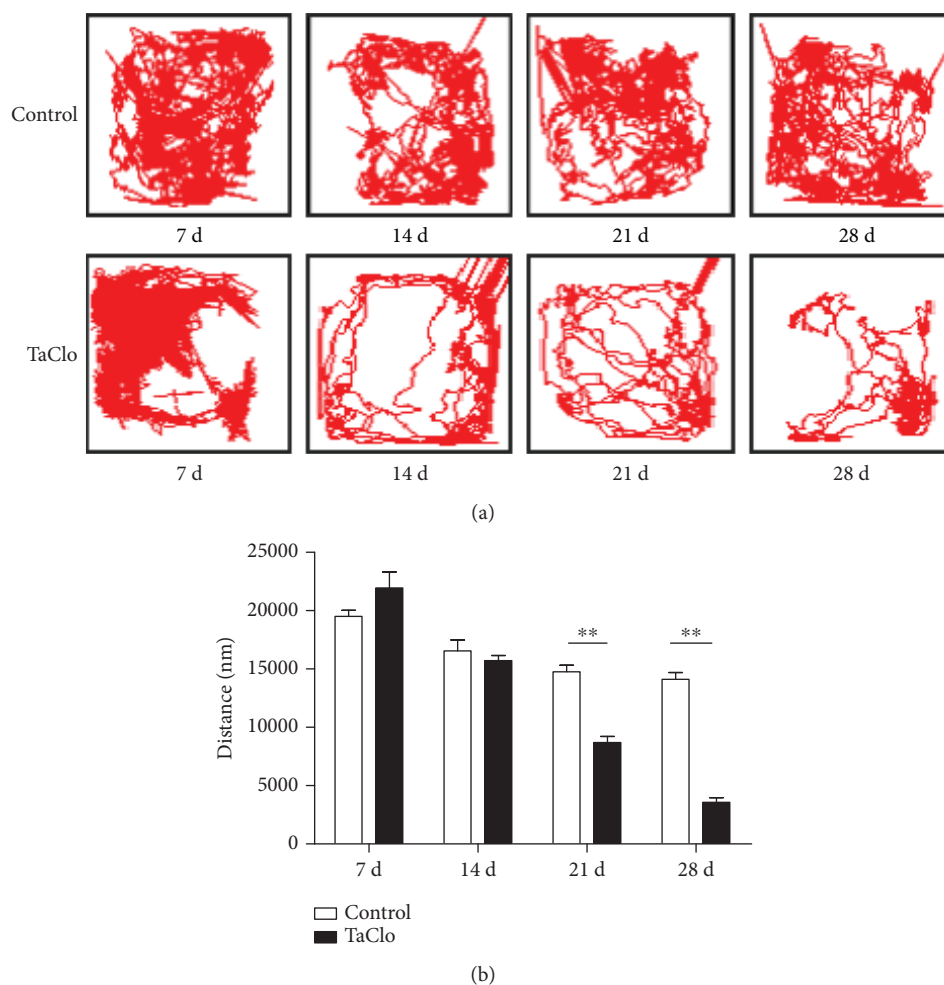 Control
7 d 14 d 21 d 28 d
TaClo
7 d 14 d 21 d 28 d
(a)
25000
20000
15000
10000
5000
0
Distance (nm)
** **
7 d 14 d 21 d 28 d
Control
TaClo
(b)